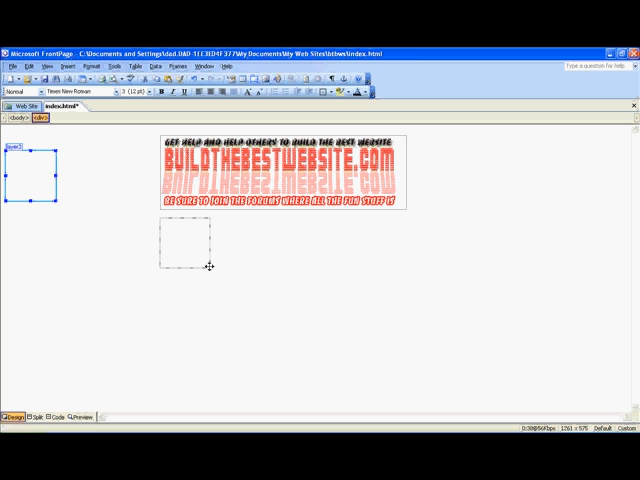 Microsoft FrontPage - C:\Documents and Settings\dad.DAD-1EE3ED4F377\My Documents\My Web Sites\btbws\index.html
File Edit View Insert Format Tools Table Data Frames Window Help
Type a question for help
Normal Times New Roman 3 (12 pt) B I U
Web Site index.html*
<body> <div>
layer3
GET HELP AND HELP OTHERS TO BUILD THE BEST WEBSITE
BUILDTHEBESTWEBSITE.COM
BUILDTHEBESTWEBSITE.COM
BE SURE TO JOIN THE FORUMS WHERE ALL THE FUN STUFF IS
Design Split Code Preview
0:38@56Kbps 1261 x 575 Default Custom